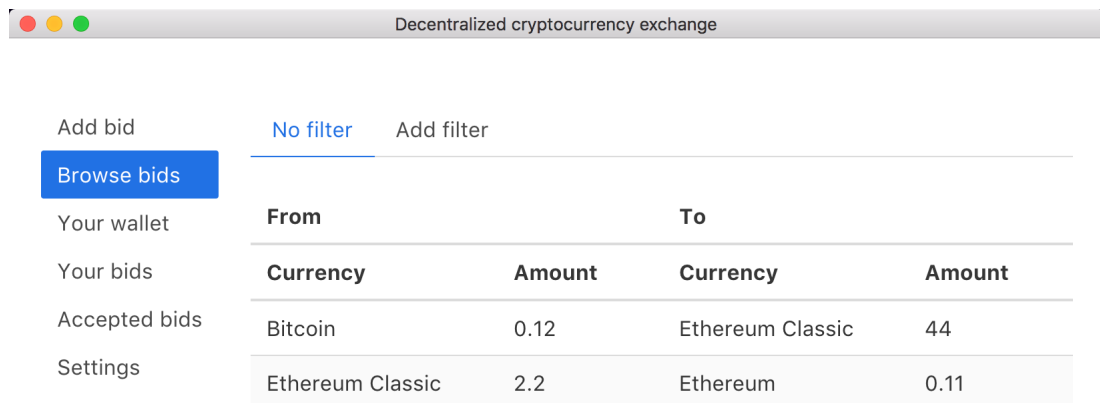 Decentralized cryptocurrency exchange
Add bid
Browse bids
Your wallet
Your bids
Accepted bids
Settings
No filter Add filter
From To
Currency Amount Currency Amount
Bitcoin 0.12 Ethereum Classic 44
Ethereum Classic 2.2 Ethereum 0.11